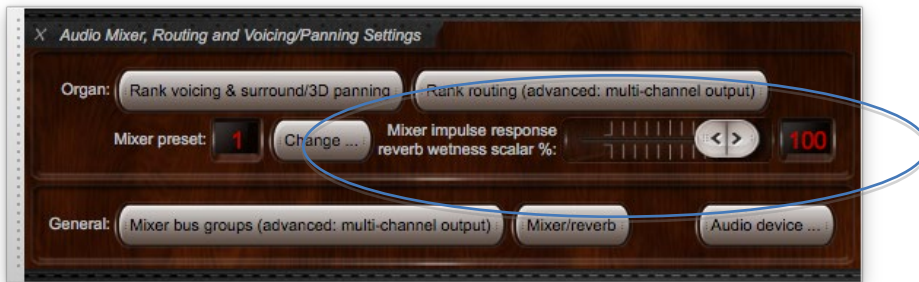 X Audio Mixer, Routing and Voicing/Panning Settings
Organ: Rank voicing & surround/3D panning Rank routing (advanced: multi-channel output)
Mixer preset: 1 Change ... Mixer impulse response
reverb wetness scalar %: < > 100
General: Mixer bus groups (advanced: multi-channel output) Mixer/reverb Audio device ...